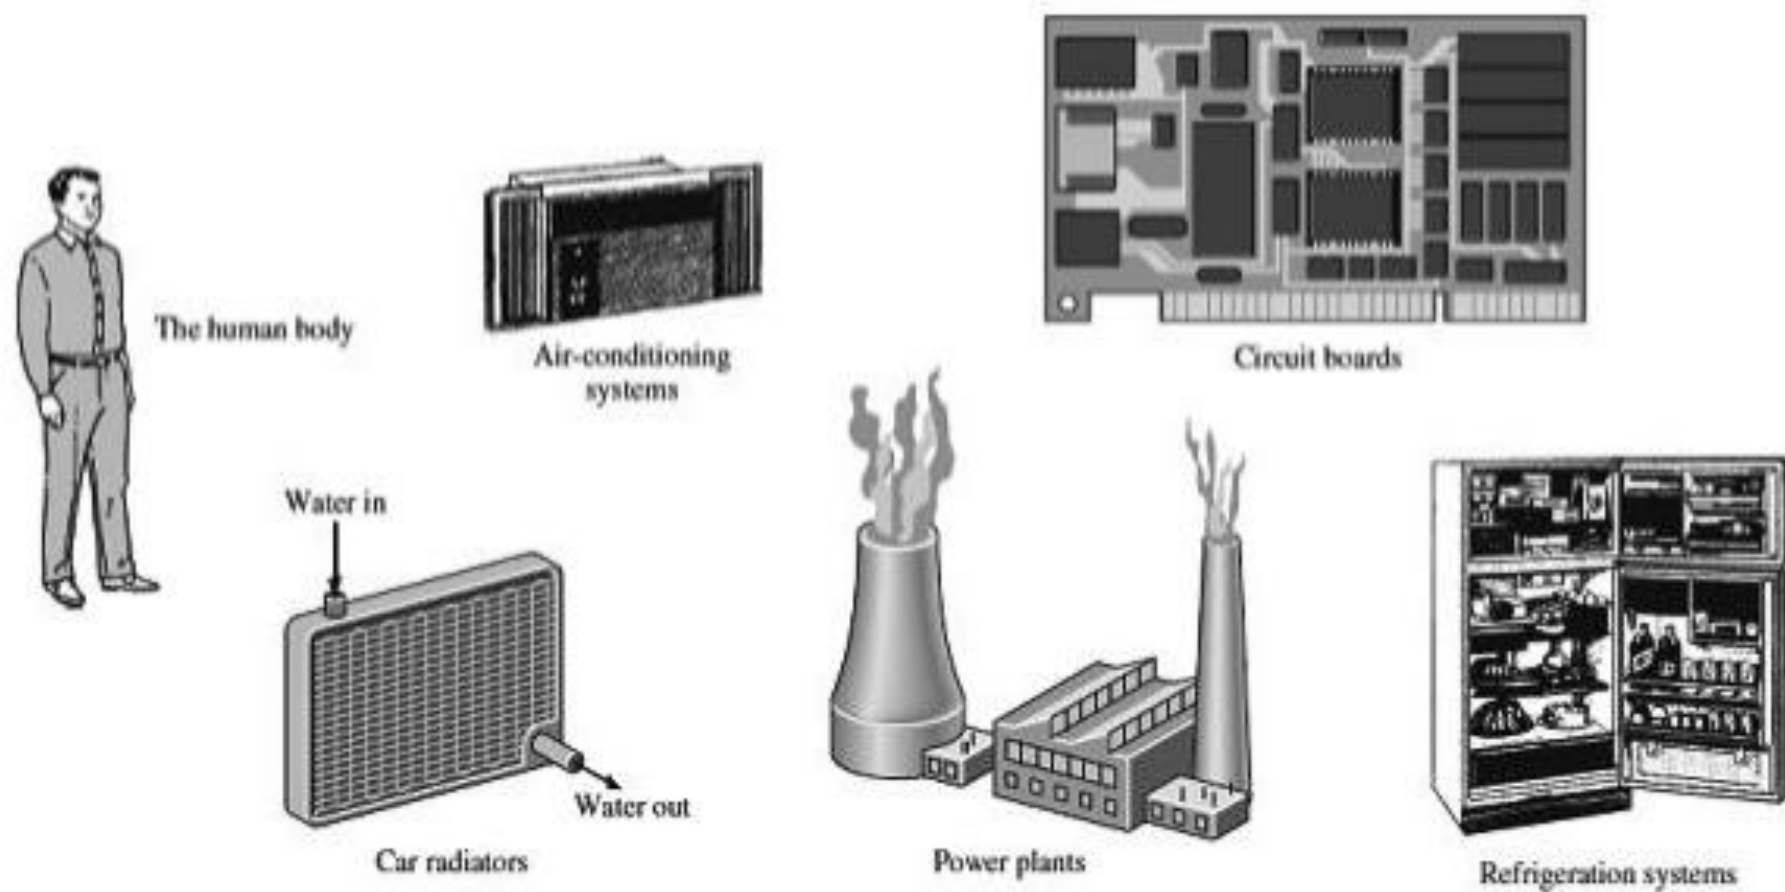 The human body
Air-conditioning
systems
Circuit boards
Water in
Water out
Car radiators
Power plants
Refrigeration systems